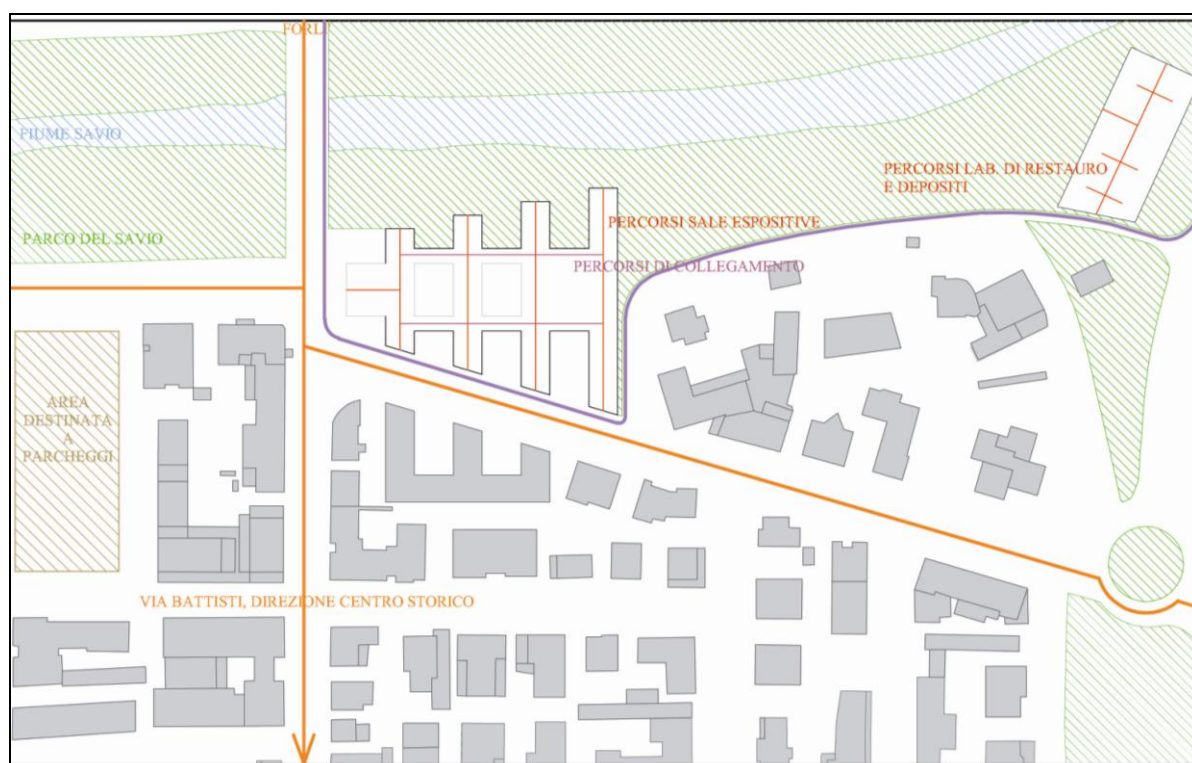 FORLI'
FIUME SAVIO
PERCORSI LAB. DI RESTAURO
E DEPOSITI
PERCORSI SALE ESPOSITIVE
PARCO DEL SAVIO
PERCORSI DI COLLEGAMENTO
AREA
DESTINATA
A
PARCHEGGI
VIA BATTISTI, DIREZIONE CENTRO STORICO